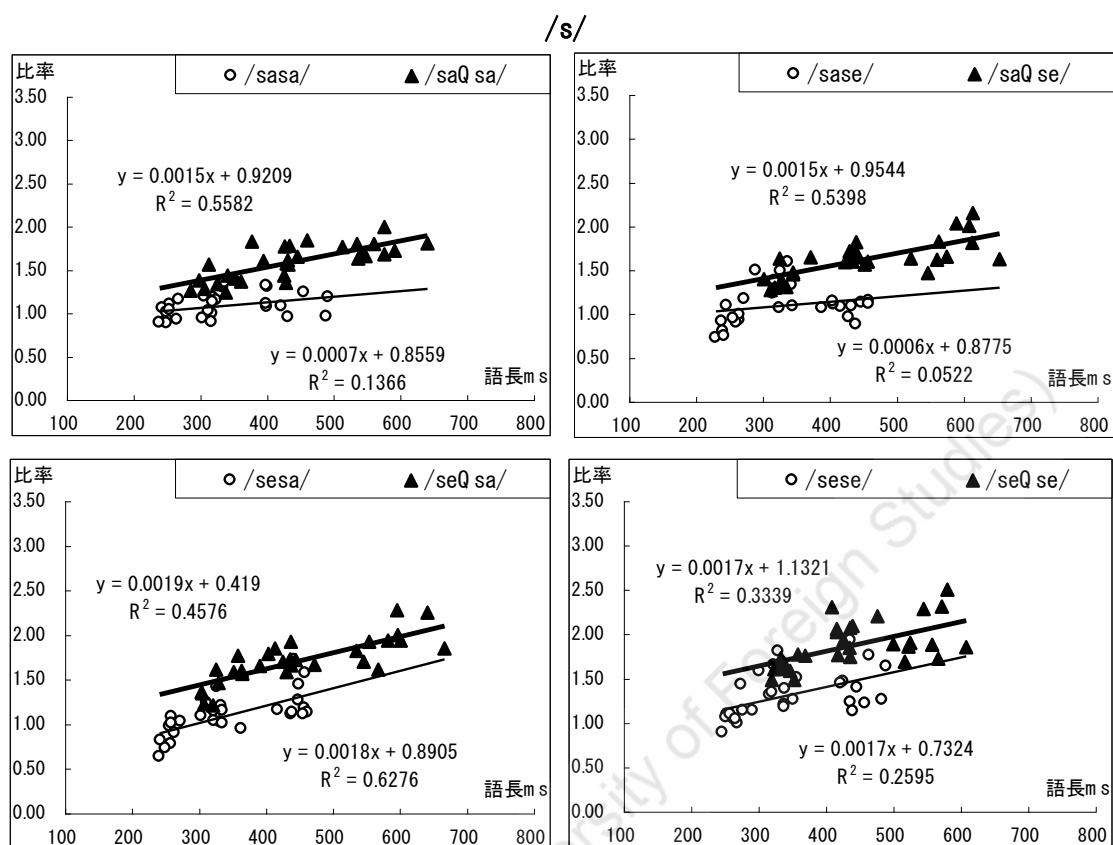 /s/
比率
○ /sasa/ ▲ /saQ sa/
3.50
3.00
2.50
2.00
1.50
1.00
0.50
0.00
y = 0.0015x + 0.9209
R² = 0.5582
y = 0.0007x + 0.8559
R² = 0.1366
語長ms
100 200 300 400 500 600 700 800
比率
○ /sase/ ▲ /saQ se/
3.50
3.00
2.50
2.00
1.50
1.00
0.50
0.00
y = 0.0015x + 0.9544
R² = 0.5398
y = 0.0006x + 0.8775
R² = 0.0522
語長ms
100 200 300 400 500 600 700 800
比率
○ /sesa/ ▲ /seQ sa/
3.50
3.00
2.50
2.00
1.50
1.00
0.50
0.00
y = 0.0019x + 0.419
R² = 0.4576
y = 0.0018x + 0.8905
R² = 0.6276
語長ms
100 200 300 400 500 600 700 800
比率
○ /sese/ ▲ /seQ se/
3.50
3.00
2.50
2.00
1.50
1.00
0.50
0.00
y = 0.0017x + 1.1321
R² = 0.3339
y = 0.0017x + 0.7324
R² = 0.2595
語長ms
100 200 300 400 500 600 700 800
of Foreign Studies)